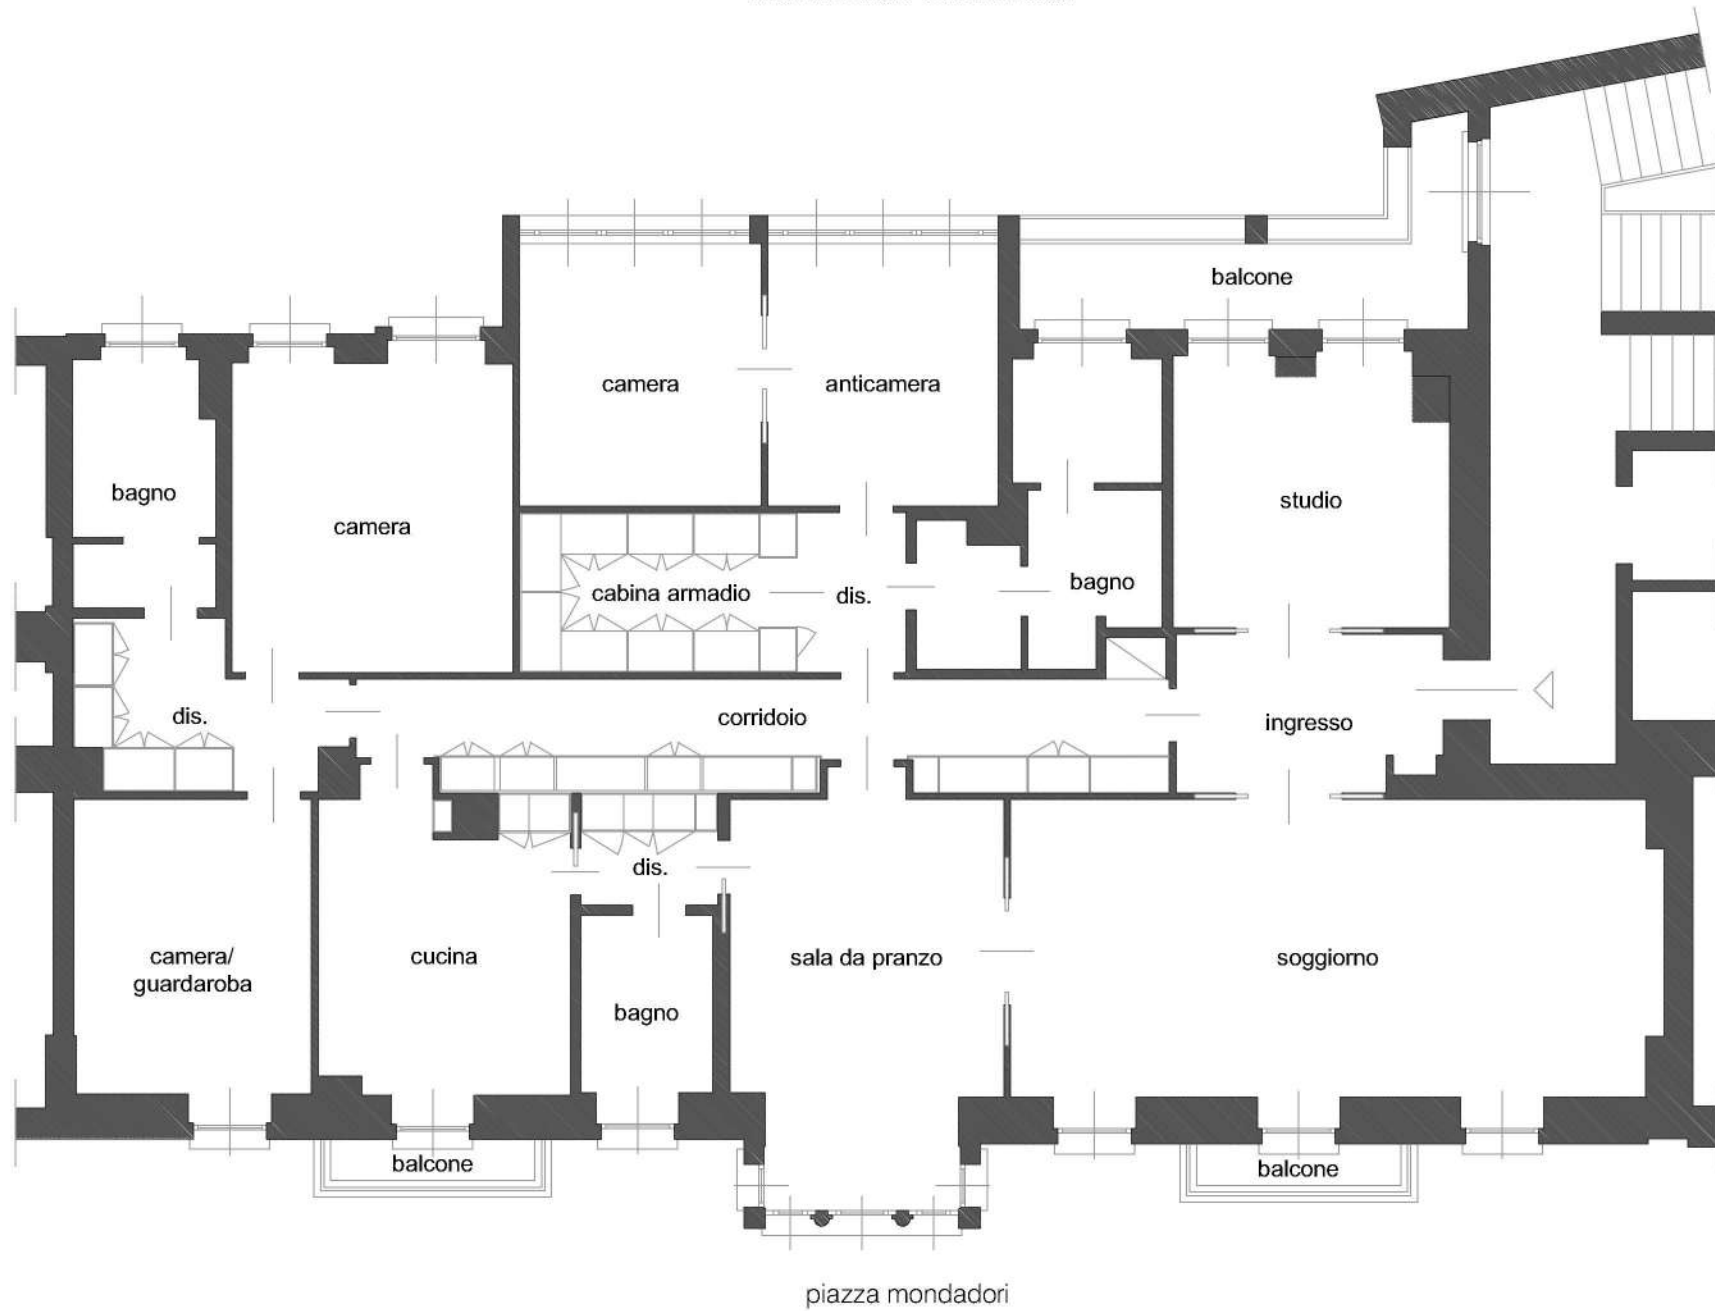 balcone
camera
anticamera
bagno
studio
camera
cabina armadio
dis.
bagno
dis.
corridoio
ingresso
dis.
camera/
guardaroba
cucina
sala da pranzo
soggiorno
bagno
balcone
balcone
piazza mondadori